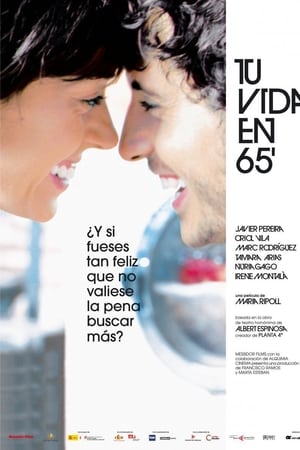 TU
VIDA
EN
65'
JAVIER PEREIRA
ORIOL VILA
MARC RODRÍGUEZ
TAMARA ARIAS
NURIA GAGO
IRENE MONTALÀ
una película de
MARIA RIPOLL
basada en la obra
de teatro homónima de
ALBERT ESPINOSA
creador de PLANTA 4ª
MESSIDOR FILMS con la
colaboración de ALQUIMIA
CINEMA presenta una producción
de FRANCISCO RAMOS
y MARTA ESTEBAN
¿Y si
fueses
tan feliz
que no
valiese
la pena
buscar
más?